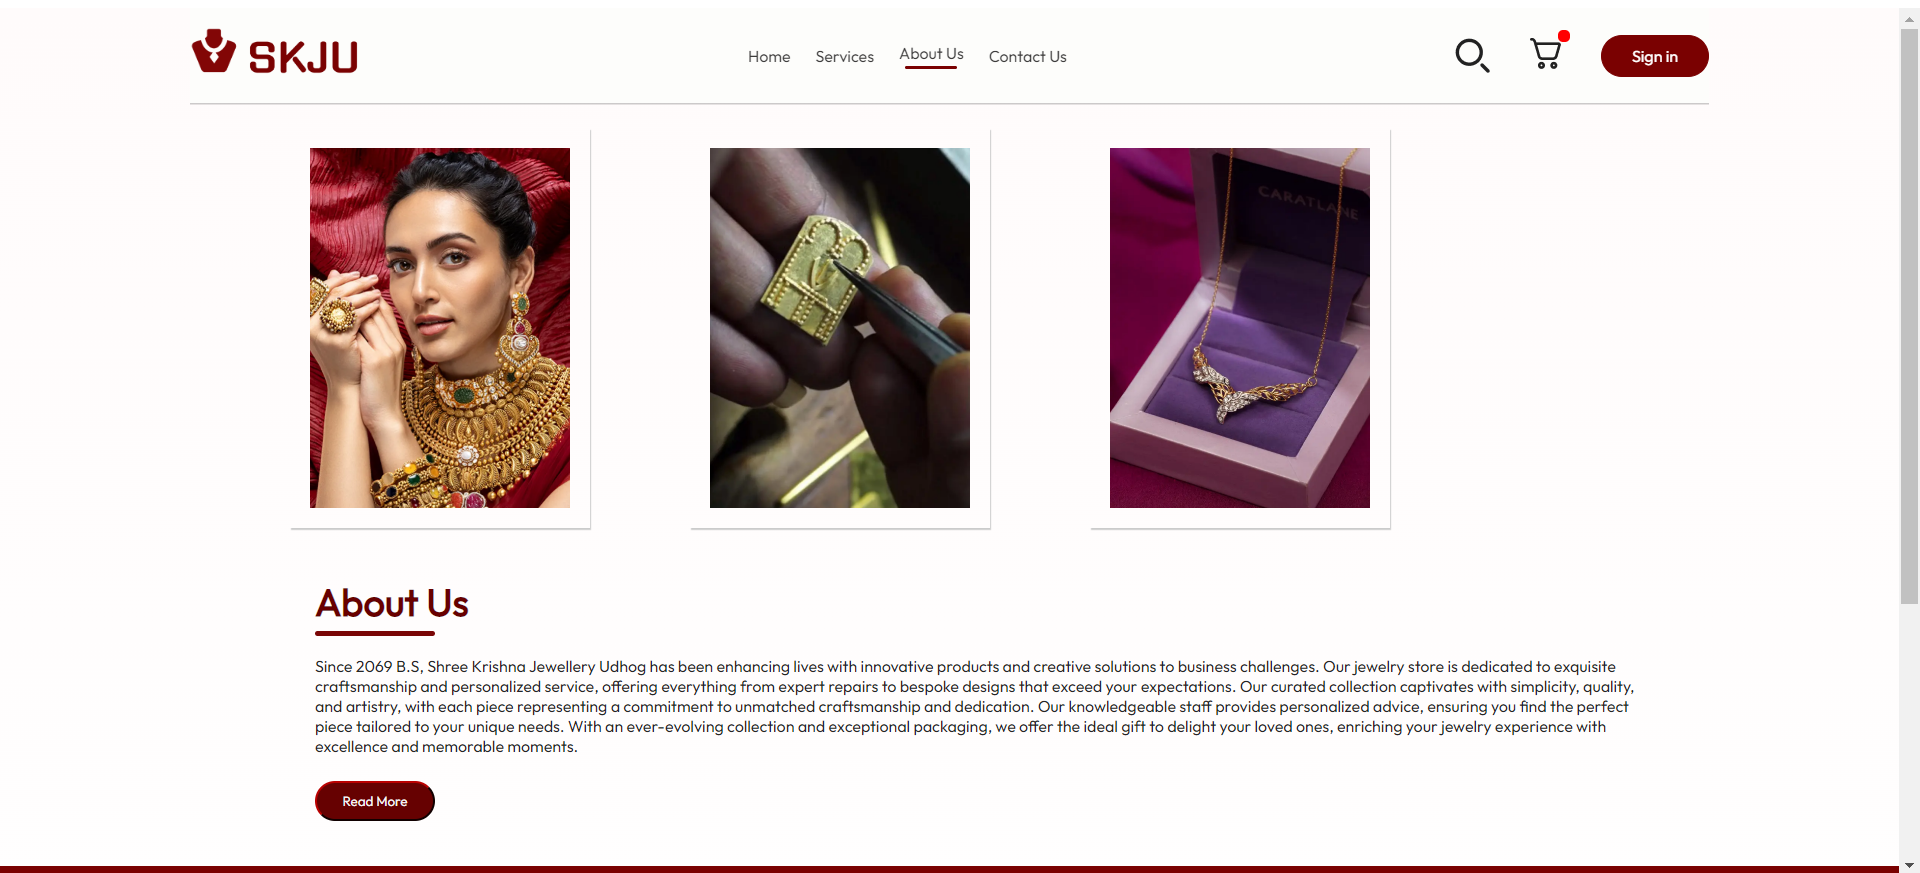 SKJU
Home Services About Us Contact Us
Sign in
CARATLANE
About Us
Since 2069 B.S, Shree Krishna Jewellery Udhog has been enhancing lives with innovative products and creative solutions to business challenges. Our jewelry store is dedicated to exquisite
craftsmanship and personalized service, offering everything from expert repairs to bespoke designs that exceed your expectations. Our curated collection captivates with simplicity, quality,
and artistry, with each piece representing a commitment to unmatched craftsmanship and dedication. Our knowledgeable staff provides personalized advice, ensuring you find the perfect
piece tailored to your unique needs. With an ever-evolving collection and exceptional packaging, we offer the ideal gift to delight your loved ones, enriching your jewelry experience with
excellence and memorable moments.
Read More